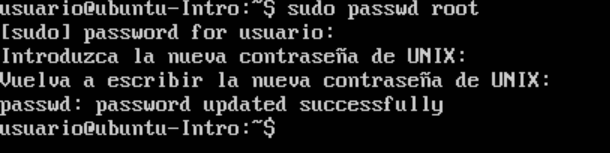 usuario@ubuntu-Intro:~$ sudo passwd root
[sudo] password for usuario:
Introduzca la nueva contraseña de UNIX:
Vuelva a escribir la nueva contraseña de UNIX:
passwd: password updated successfully
usuario@ubuntu-Intro:~$